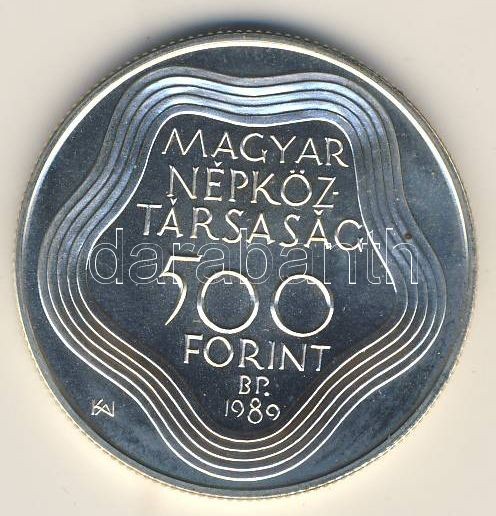 MAGYAR
NÉPKÖZ-
TÁRSASÁG
darabanth
500
FORINT
BP.
1989